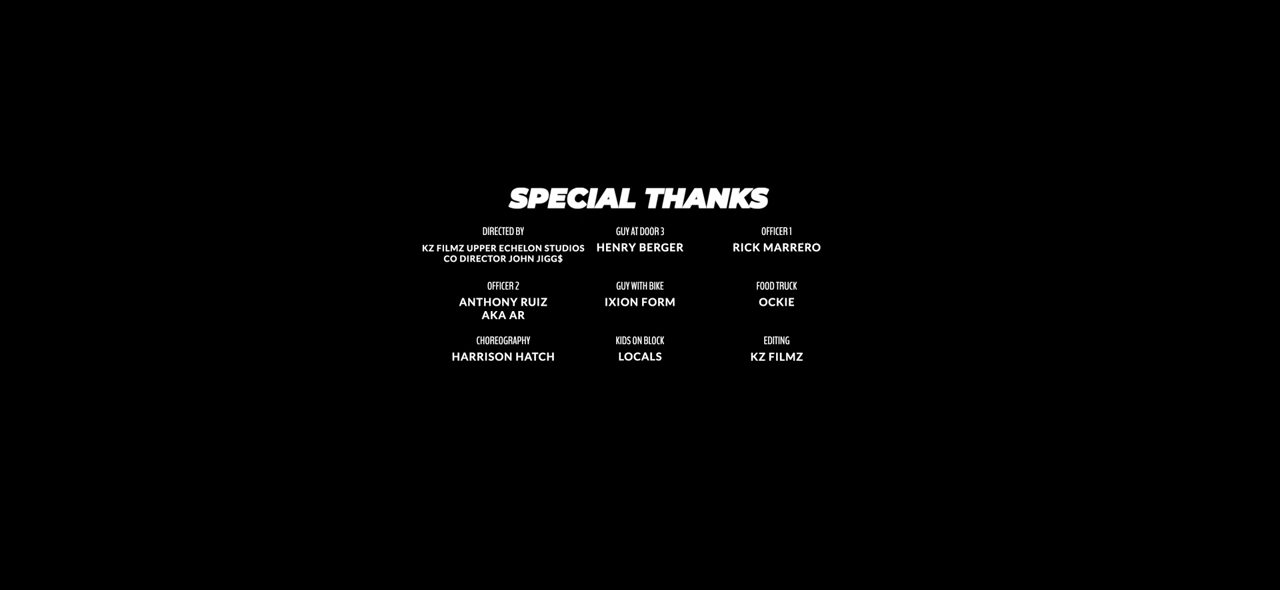 SPECIAL THANKS
DIRECTED BY
KZ FILMZ UPPER ECHELON STUDIOS
CO DIRECTOR JOHN JIGG$
GUY AT DOOR 3
HENRY BERGER
OFFICER 1
RICK MARRERO
OFFICER 2
ANTHONY RUIZ
AKA AR
GUY WITH BIKE
IXION FORM
FOOD TRUCK
OCKIE
CHOREOGRAPHY
HARRISON HATCH
KIDS ON BLOCK
LOCALS
EDITING
KZ FILMZ